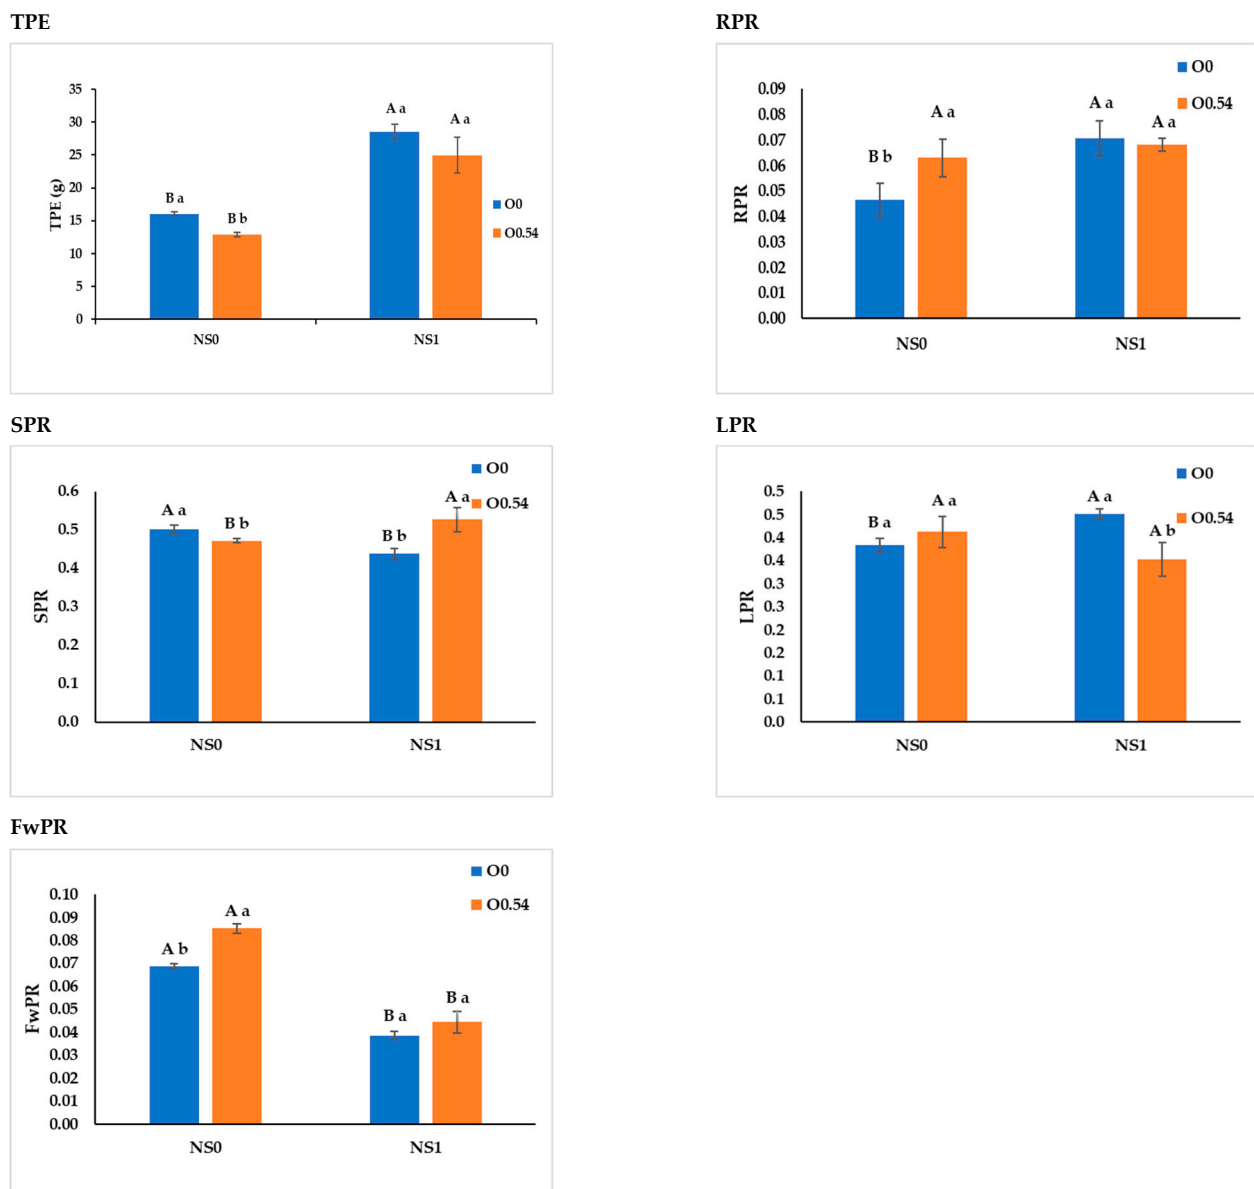 TPE
35
30
25
20
15
10
5
0
TPE (g)
B a
B b
A a
A a
O0
O0.54
NS0
NS1
RPR
0.09
0.08
0.07
0.06
0.05
0.04
0.03
0.02
0.01
0.00
RPR
B b
A a
A a
A a
O0
O0.54
NS0
NS1
SPR
0.6
0.5
0.4
0.3
0.2
0.1
0.0
SPR
A a
B b
B b
A a
O0
O0.54
NS0
NS1
LPR
0.5
0.5
0.4
0.4
0.3
0.3
0.2
0.2
0.1
0.1
0.0
LPR
B a
A a
A a
A b
O0
O0.54
NS0
NS1
FwPR
0.10
0.09
0.08
0.07
0.06
0.05
0.04
0.03
0.02
0.01
0.00
FwPR
A b
A a
B a
B a
O0
O0.54
NS0
NS1